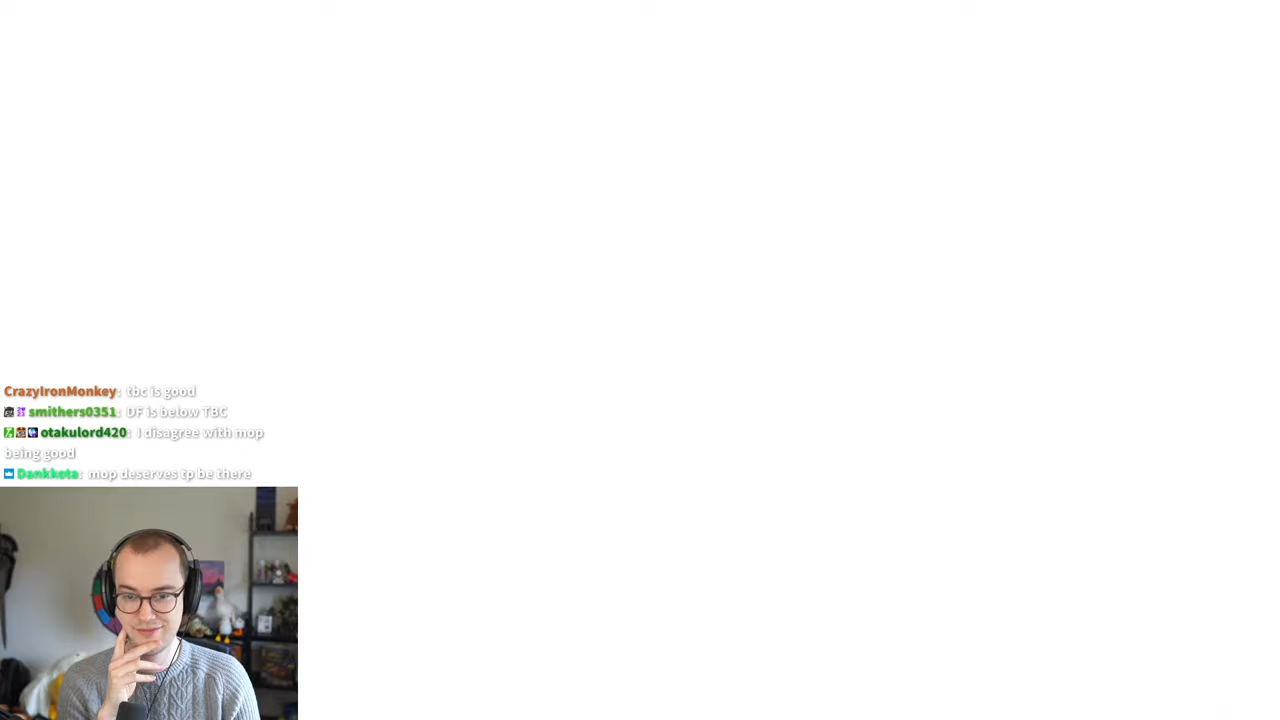 CrazyIronMonkey: tbc is good
smithers0351: DF is below TBC
otakulord420: I disagree with mop
being good
Dankkota: mop deserves tp be there